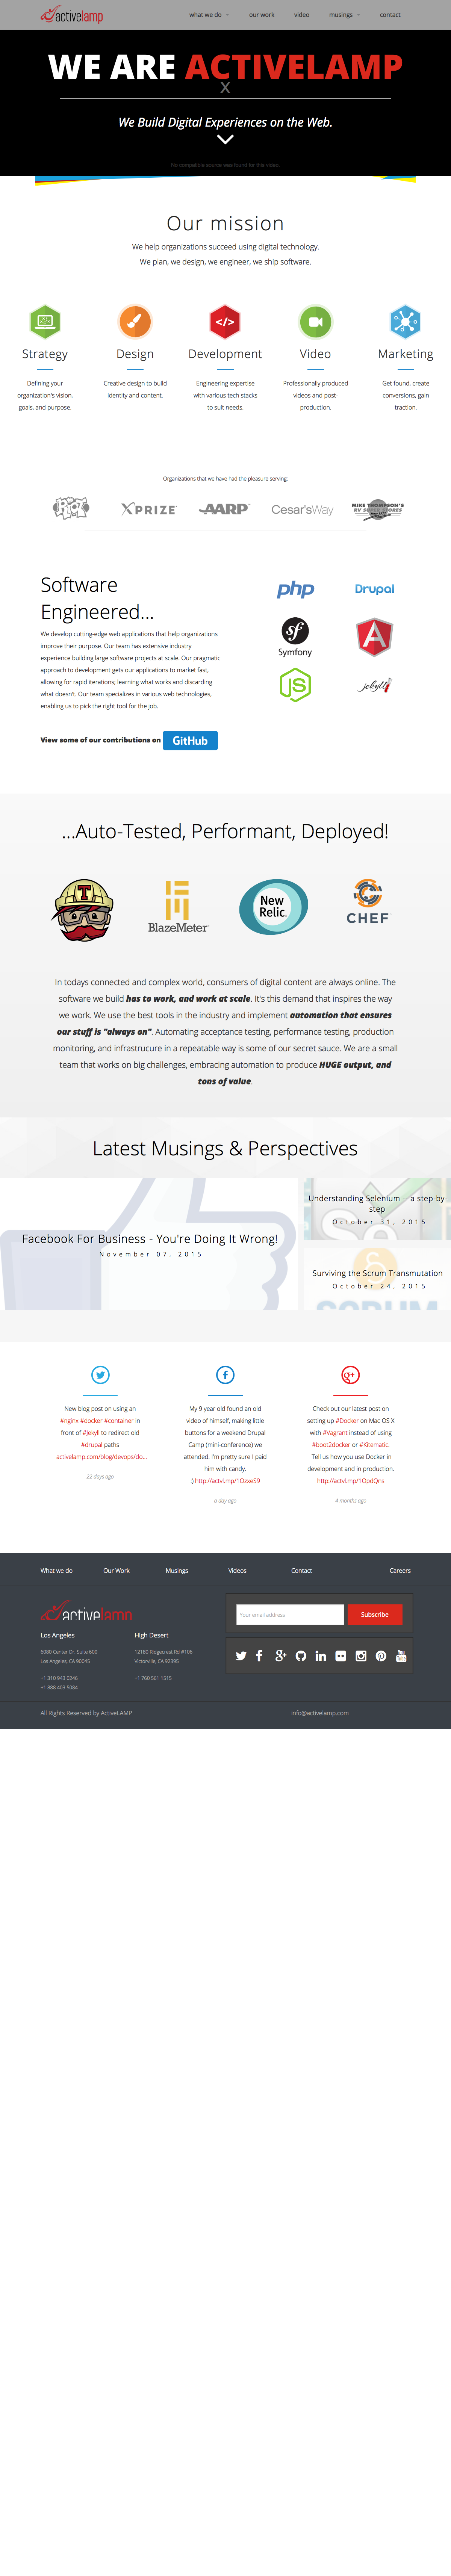 activelamp
what we do
our work
video
musings
contact
WE ARE ACTIVELAMP
X
We Build Digital Experiences on the Web.
No compatible source was found for this video.
Our mission
We help organizations succeed using digital technology.
We plan, we design, we engineer, we ship software.
</>
Strategy
Defining your
organization's vision,
goals, and purpose.
Design
Creative design to build
identity and content.
Development
Engineering expertise
with various tech stacks
to suit needs.
Video
Professionally produced
videos and post-
production.
Marketing
Get found, create
conversions, gain
traction.
Organizations that we have had the pleasure serving:
XPRIZE
AARP
Cesar'sWay
MIKE THOMPSON'S
RV SUPER STORES
Software
Engineered...
We develop cutting-edge web applications that help organizations
improve their purpose. Our team has extensive industry
experience building large software projects at scale. Our pragmatic
approach to development gets our applications to market fast,
allowing for rapid iterations; learning what works and discarding
what doesn't. Our team specializes in various web technologies,
enabling us to pick the right tool for the job.
View some of our contributions on GitHub
php
Drupal
sf
Symfony
A
JS
jekyll
...Auto-Tested, Performant, Deployed!
T
BlazeMeter
New
Relic
CHEF
In todays connected and complex world, consumers of digital content are always online. The
software we build has to work, and work at scale. It's this demand that inspires the way
we work. We use the best tools in the industry and implement automation that ensures
our stuff is "always on". Automating acceptance testing, performance testing, production
monitoring, and infrastrucure in a repeatable way is some of our secret sauce. We are a small
team that works on big challenges, embracing automation to produce HUGE output, and
tons of value.
Latest Musings & Perspectives
Facebook For Business - You're Doing It Wrong!
November 07, 2015
Understanding Selenium -- a step-by-
step
October 31, 2015
Se
Surviving the Scrum Transmutation
October 24, 2015
SCRUM
New blog post on using an
#nginx #docker #container in
front of #Jekyll to redirect old
#drupal paths
activelamp.com/blog/devops/do...
22 days ago
My 9 year old found an old
video of himself, making little
buttons for a weekend Drupal
Camp (mini-conference) we
attended. I'm pretty sure I paid
him with candy.
:) http://actvl.mp/1OzxeS9
a day ago
g+
Check out our latest post on
setting up #Docker on Mac OS X
with #Vagrant instead of using
#boot2docker or #Kitematic.
Tell us how you use Docker in
development and in production.
http://actvl.mp/1OpdQns
4 months ago
What we do
Our Work
Musings
Videos
Contact
Careers
activelamp
Los Angeles
6080 Center Dr. Suite 600
Los Angeles, CA 90045
+1 310 943 0246
+1 888 403 5084
High Desert
12180 Ridgecrest Rd #106
Victorville, CA 92395
+1 760 561 1515
Your email address
Subscribe
All Rights Reserved by ActiveLAMP
info@activelamp.com